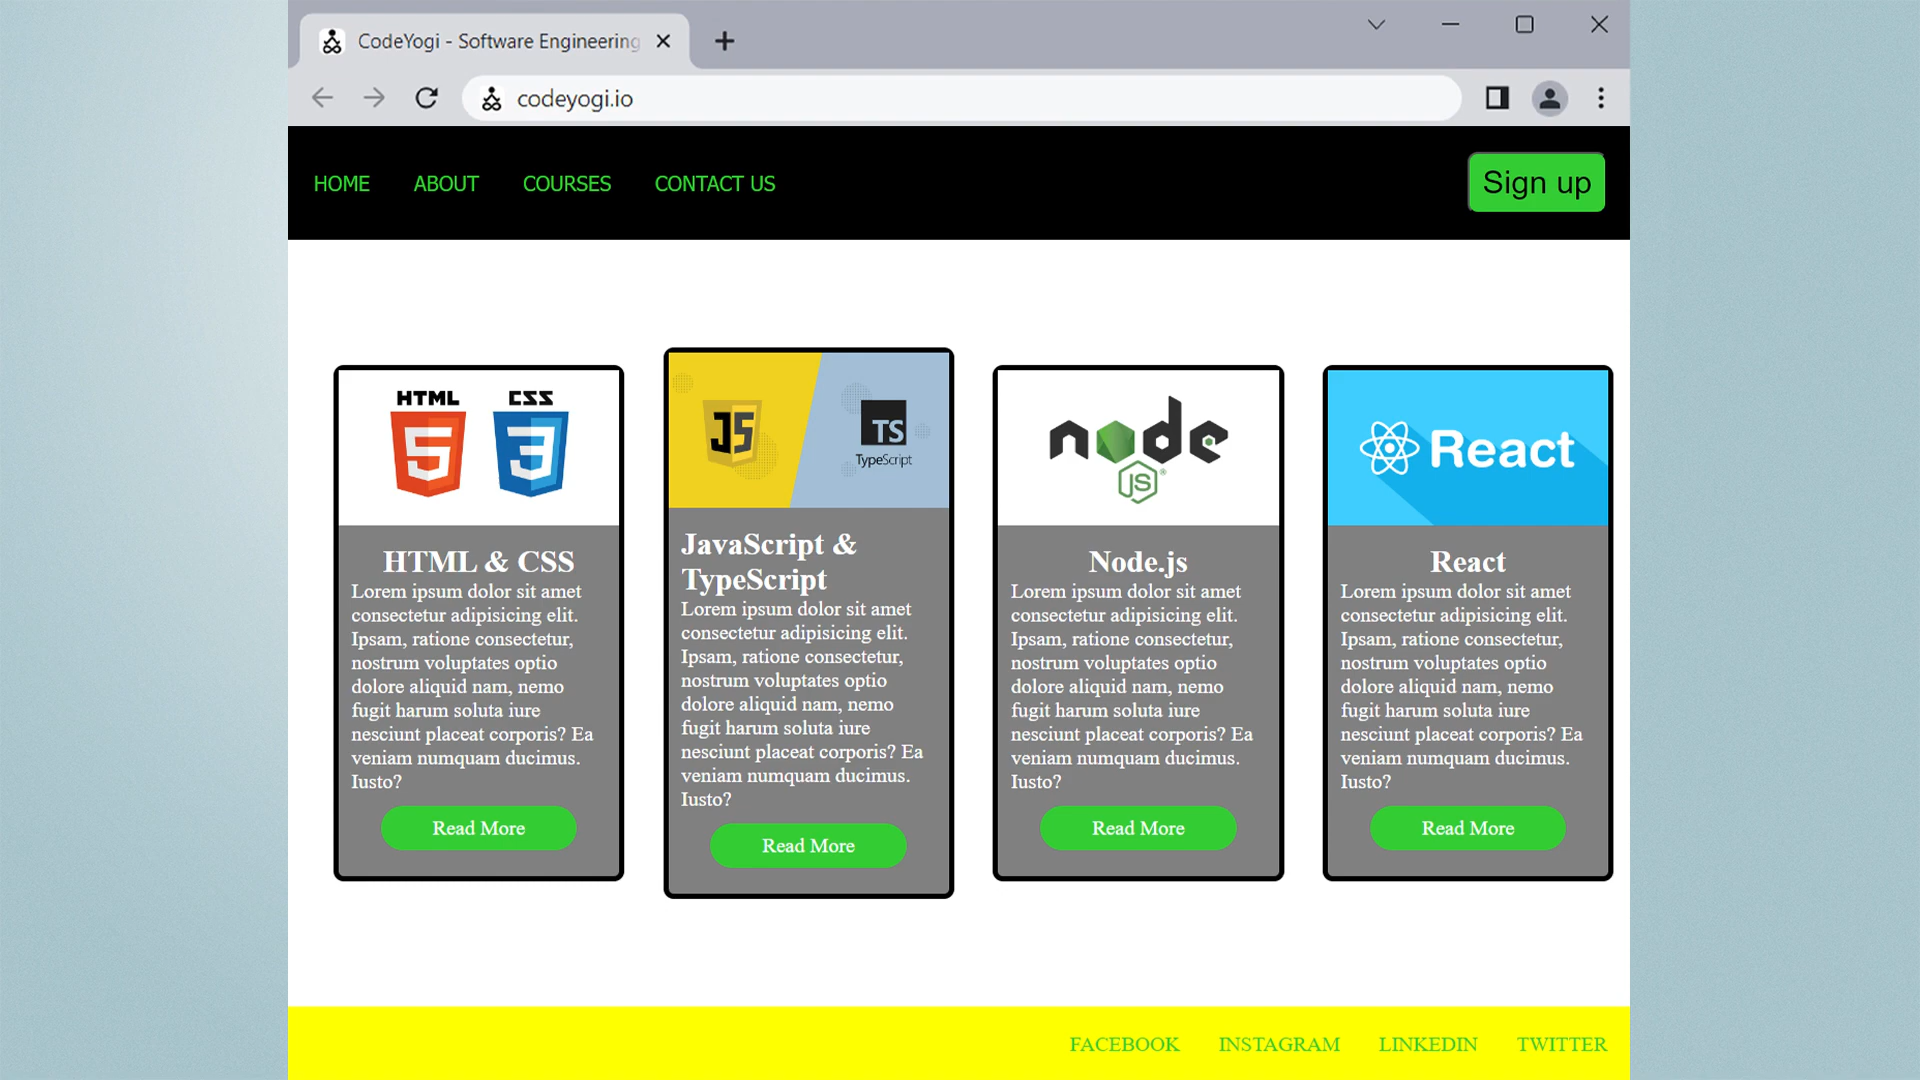 CodeYogi - Software Engineering
codeyogi.io
HOME
ABOUT
COURSES
CONTACT US
Sign up
HTML
CSS
5
3
HTML & CSS
Lorem ipsum dolor sit amet
consectetur adipisicing elit.
Ipsam, ratione consectetur,
nostrum voluptates optio
dolore aliquid nam, nemo
fugit harum soluta iure
nesciunt placeat corporis? Ea
veniam numquam ducimus.
Iusto?
Read More
JS
TS
TypeScript
JavaScript &
TypeScript
Lorem ipsum dolor sit amet
consectetur adipisicing elit.
Ipsam, ratione consectetur,
nostrum voluptates optio
dolore aliquid nam, nemo
fugit harum soluta iure
nesciunt placeat corporis? Ea
veniam numquam ducimus.
Iusto?
Read More
node
JS®
Node.js
Lorem ipsum dolor sit amet
consectetur adipisicing elit.
Ipsam, ratione consectetur,
nostrum voluptates optio
dolore aliquid nam, nemo
fugit harum soluta iure
nesciunt placeat corporis? Ea
veniam numquam ducimus.
Iusto?
Read More
React
React
Lorem ipsum dolor sit amet
consectetur adipisicing elit.
Ipsam, ratione consectetur,
nostrum voluptates optio
dolore aliquid nam, nemo
fugit harum soluta iure
nesciunt placeat corporis? Ea
veniam numquam ducimus.
Iusto?
Read More
FACEBOOK
INSTAGRAM
LINKEDIN
TWITTER